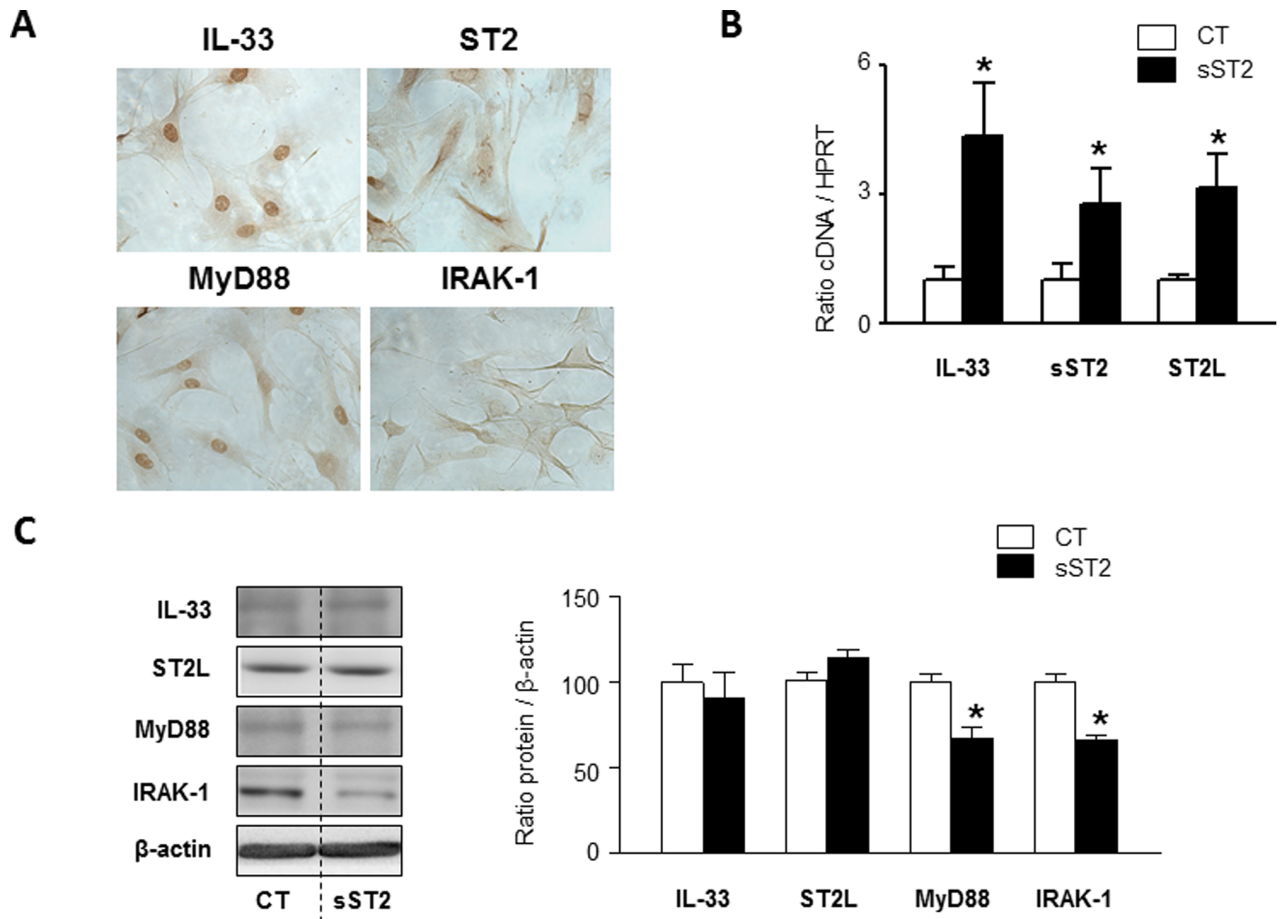 A
IL-33
ST2
MyD88
IRAK-1
B
CT
sST2
Ratio cDNA / HPRT
6
3
0
*
*
*
IL-33
sST2
ST2L
C
IL-33
ST2L
MyD88
IRAK-1
β-actin
CT
sST2
CT
sST2
Ratio protein / β-actin
150
100
50
0
*
*
IL-33
ST2L
MyD88
IRAK-1